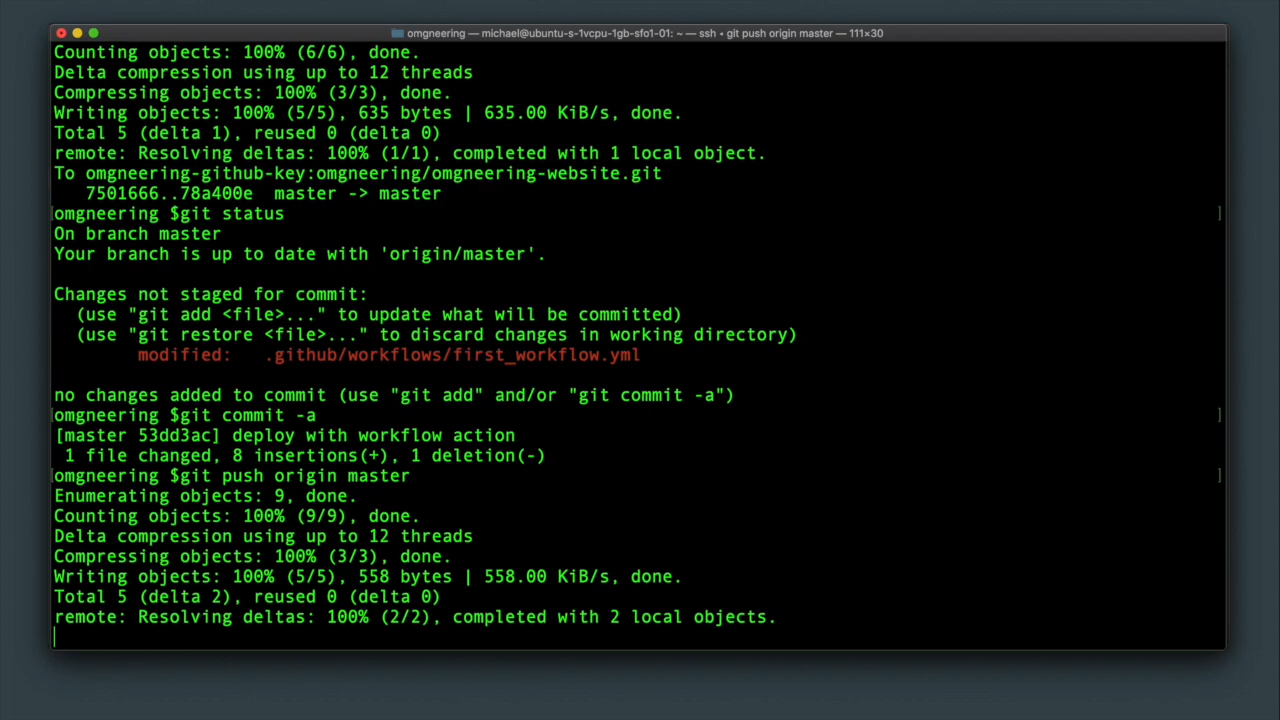 omgneering — michael@ubuntu-s-1vcpu-1gb-sfo1-01: ~ — ssh • git push origin master — 111×30
Counting objects: 100% (6/6), done.
Delta compression using up to 12 threads
Compressing objects: 100% (3/3), done.
Writing objects: 100% (5/5), 635 bytes | 635.00 KiB/s, done.
Total 5 (delta 1), reused 0 (delta 0)
remote: Resolving deltas: 100% (1/1), completed with 1 local object.
To omgneering-github-key:omgneering/omgneering-website.git
   7501666..78a400e  master -> master
[omgneering $git status ]
On branch master
Your branch is up to date with 'origin/master'.
Changes not staged for commit:
  (use "git add <file>..." to update what will be committed)
  (use "git restore <file>..." to discard changes in working directory)
        modified:   .github/workflows/first_workflow.yml
no changes added to commit (use "git add" and/or "git commit -a")
[omgneering $git commit -a ]
[master 53dd3ac] deploy with workflow action
 1 file changed, 8 insertions(+), 1 deletion(-)
[omgneering $git push origin master ]
Enumerating objects: 9, done.
Counting objects: 100% (9/9), done.
Delta compression using up to 12 threads
Compressing objects: 100% (3/3), done.
Writing objects: 100% (5/5), 558 bytes | 558.00 KiB/s, done.
Total 5 (delta 2), reused 0 (delta 0)
remote: Resolving deltas: 100% (2/2), completed with 2 local objects.